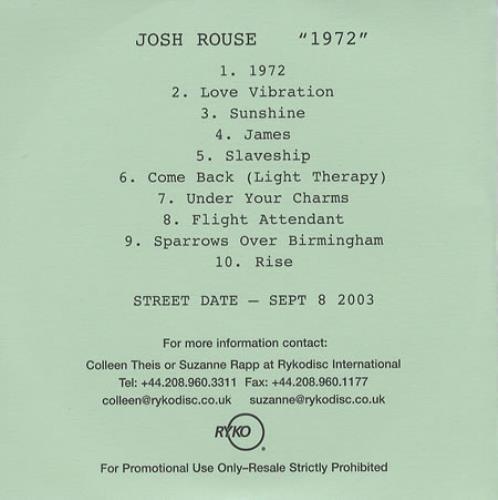 JOSH ROUSE "1972"
1. 1972
2. Love Vibration
3. Sunshine
4. James
5. Slaveship
6. Come Back (Light Therapy)
7. Under Your Charms
8. Flight Attendant
9. Sparrows Over Birmingham
10. Rise
STREET DATE – SEPT 8 2003
For more information contact:
Colleen Theis or Suzanne Rapp at Rykodisc International
Tel: +44.208.960.3311 Fax: +44.208.960.1177
colleen@rykodisc.co.uk suzanne@rykodisc.co.uk
RYKO
For Promotional Use Only–Resale Strictly Prohibited